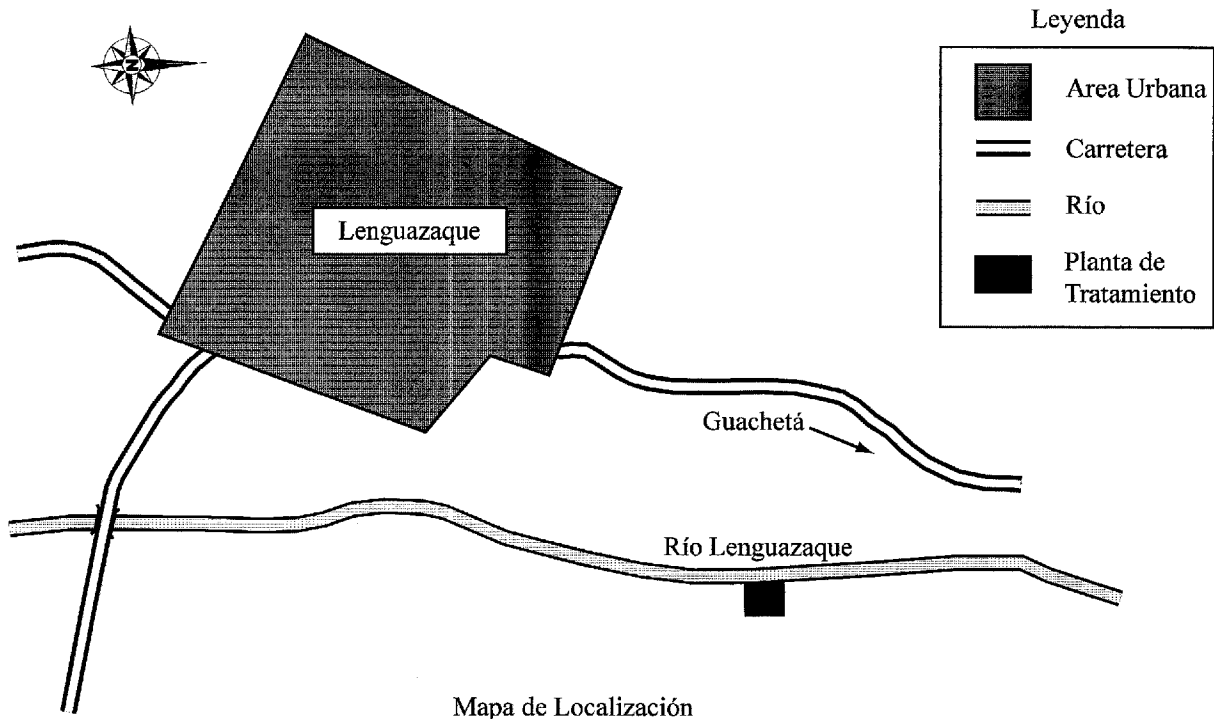 Leyenda
N
Area Urbana
Carretera
Río
Planta de
Tratamiento
Lenguazaque
Guachetá
Río Lenguazaque
Mapa de Localización